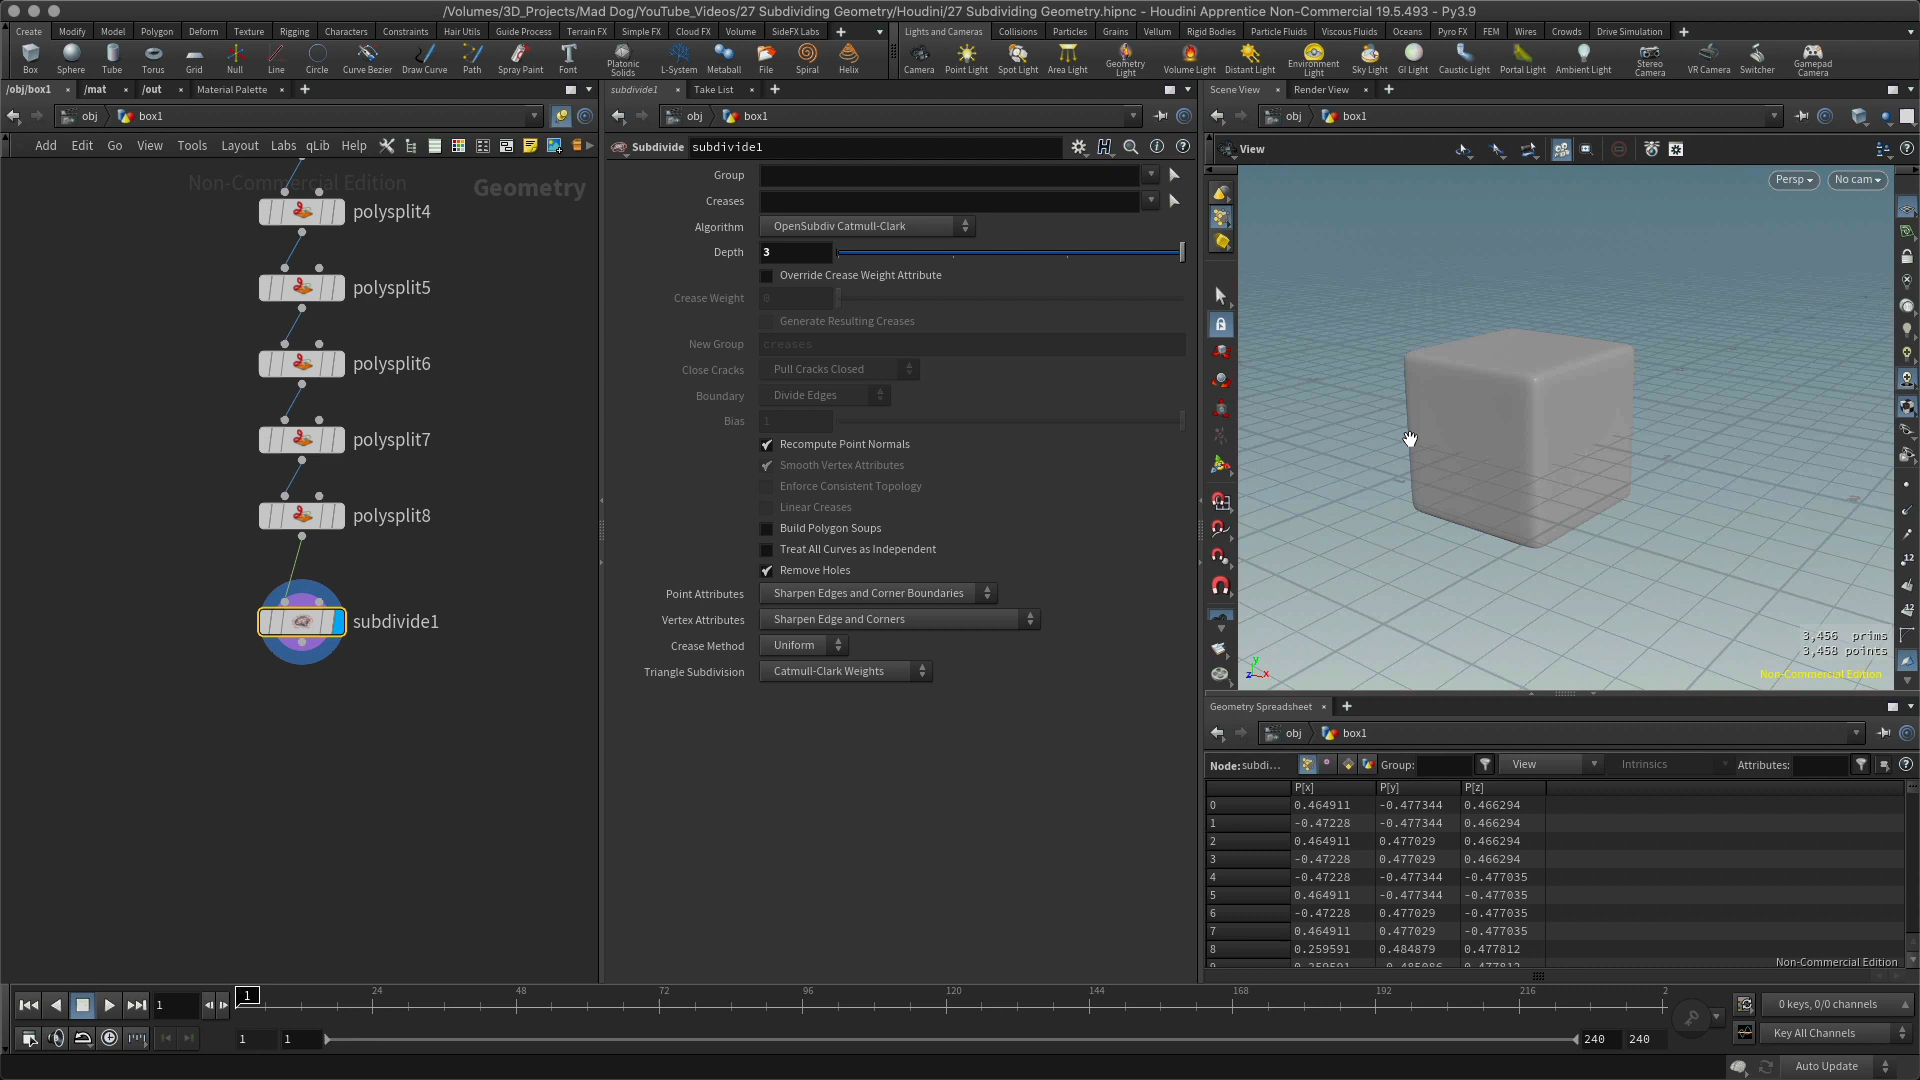 /Volumes/3D_Projects/Mad Dog/YouTube_Videos/27 Subdividing Geometry/Houdini/27 Subdividing Geometry.hipnc - Houdini Apprentice Non-Commercial 19.5.493 - Py3.9
Create Modify Model Polygon Deform Texture Rigging Characters Constraints Hair Utils Guide Process Terrain FX Simple FX Cloud FX Volume SideFX Labs
Lights and Cameras Collisions Particles Grains Vellum Rigid Bodies Particle Fluids Viscous Fluids Oceans Pyro FX FEM Wires Crowds Drive Simulation
Box Sphere Tube Torus Grid Null Line Circle Curve Bezier Draw Curve Path Spray Paint Font Platonic Solids L-System Metaball File Spiral Helix
Camera Point Light Spot Light Area Light Geometry Light Volume Light Distant Light Environment Light Sky Light GI Light Caustic Light Portal Light Ambient Light Stereo Camera VR Camera Switcher Gamepad Camera
/obj/box1 /mat /out Material Palette
subdivide1 Take List
Scene View Render View
obj box1
obj box1
obj box1
Add Edit Go View Tools Layout Labs qLib Help
Non-Commercial Edition
Geometry
polysplit4
polysplit5
polysplit6
polysplit7
polysplit8
subdivide1
Subdivide subdivide1
Group
Creases
Algorithm OpenSubdiv Catmull-Clark
Depth 3
Override Crease Weight Attribute
Crease Weight 0
Generate Resulting Creases
New Group creases
Close Cracks Pull Cracks Closed
Boundary Divide Edges
Bias 1
Recompute Point Normals
Smooth Vertex Attributes
Enforce Consistent Topology
Linear Creases
Build Polygon Soups
Treat All Curves as Independent
Remove Holes
Point Attributes Sharpen Edges and Corner Boundaries
Vertex Attributes Sharpen Edge and Corners
Crease Method Uniform
Triangle Subdivision Catmull-Clark Weights
View
Persp No cam
12
12
3,456 prims
3,458 points
Non-Commercial Edition
y
z x
Geometry Spreadsheet
obj box1
Node: subdi... Group: View Intrinsics Attributes:
P[x] P[y] P[z]
0 0.464911 -0.477344 0.466294
1 -0.47228 -0.477344 0.466294
2 0.464911 0.477029 0.466294
3 -0.47228 0.477029 0.466294
4 -0.47228 -0.477344 -0.477035
5 0.464911 -0.477344 -0.477035
6 -0.47228 0.477029 -0.477035
7 0.464911 0.477029 -0.477035
8 0.259591 0.484879 0.477812
Non-Commercial Edition
1 1 24 48 72 96 120 144 168 192 216 2
0 keys, 0/0 channels
1 1 240 240
Key All Channels
Auto Update